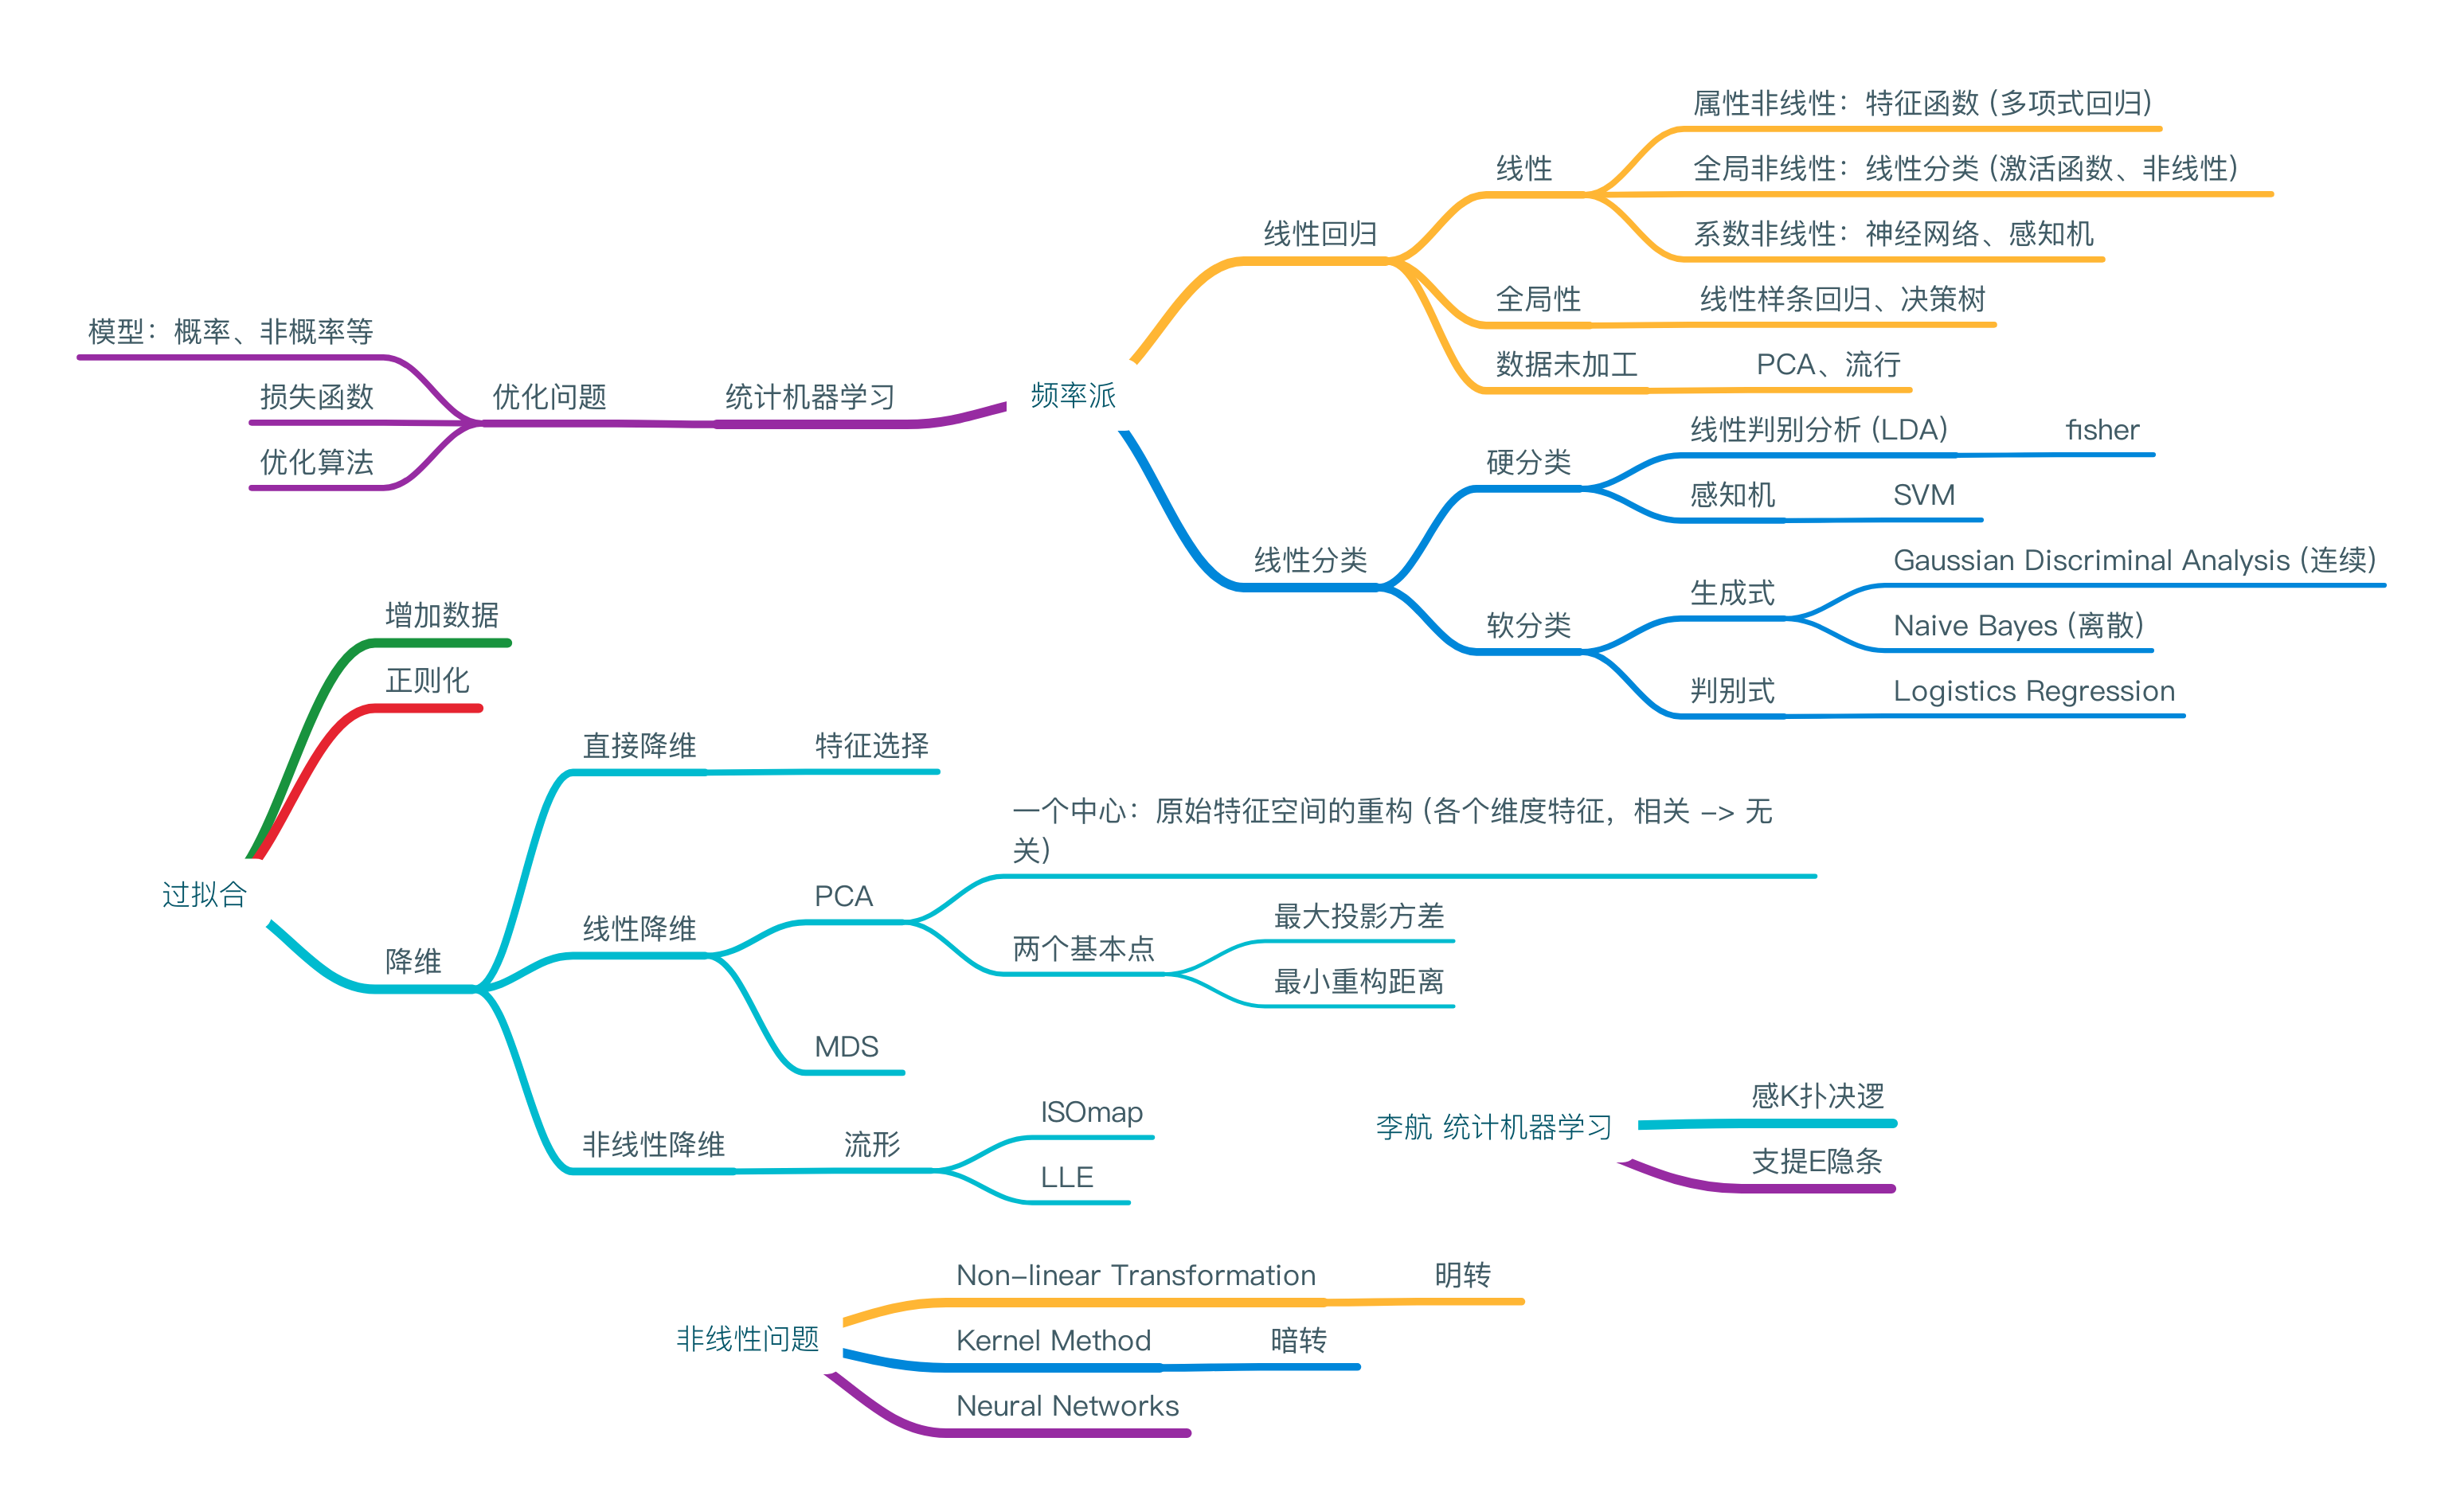 属性非线性：特征函数 (多项式回归)
线性
全局非线性：线性分类 (激活函数、非线性)
线性回归
系数非线性：神经网络、感知机
全局性
线性样条回归、决策树
数据未加工
PCA、流行
模型：概率、非概率等
损失函数
优化问题
统计机器学习
频率派
优化算法
线性判别分析 (LDA)
fisher
硬分类
感知机
SVM
线性分类
Gaussian Discriminal Analysis (连续)
生成式
软分类
Naive Bayes (离散)
判别式
Logistics Regression
增加数据
正则化
直接降维
特征选择
一个中心：原始特征空间的重构 (各个维度特征，相关 -> 无
关)
过拟合
PCA
线性降维
最大投影方差
两个基本点
降维
最小重构距离
MDS
ISOmap
非线性降维
流形
LLE
感K扑决逻
李航 统计机器学习
支提E隐条
Non-linear Transformation
明转
非线性问题
Kernel Method
暗转
Neural Networks